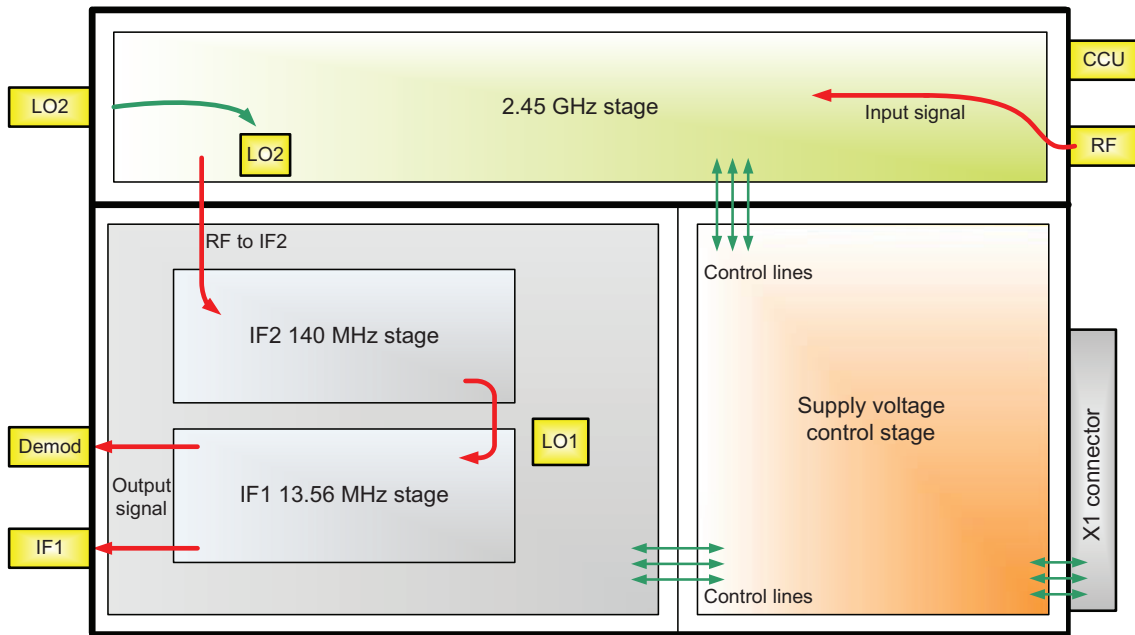 CCU
LO2
2.45 GHz stage
Input signal
RF
LO2
RF to IF2
Control lines
IF2 140 MHz stage
Supply voltage
control stage
Demod
LO1
X1 connector
Output
signal
IF1 13.56 MHz stage
IF1
Control lines